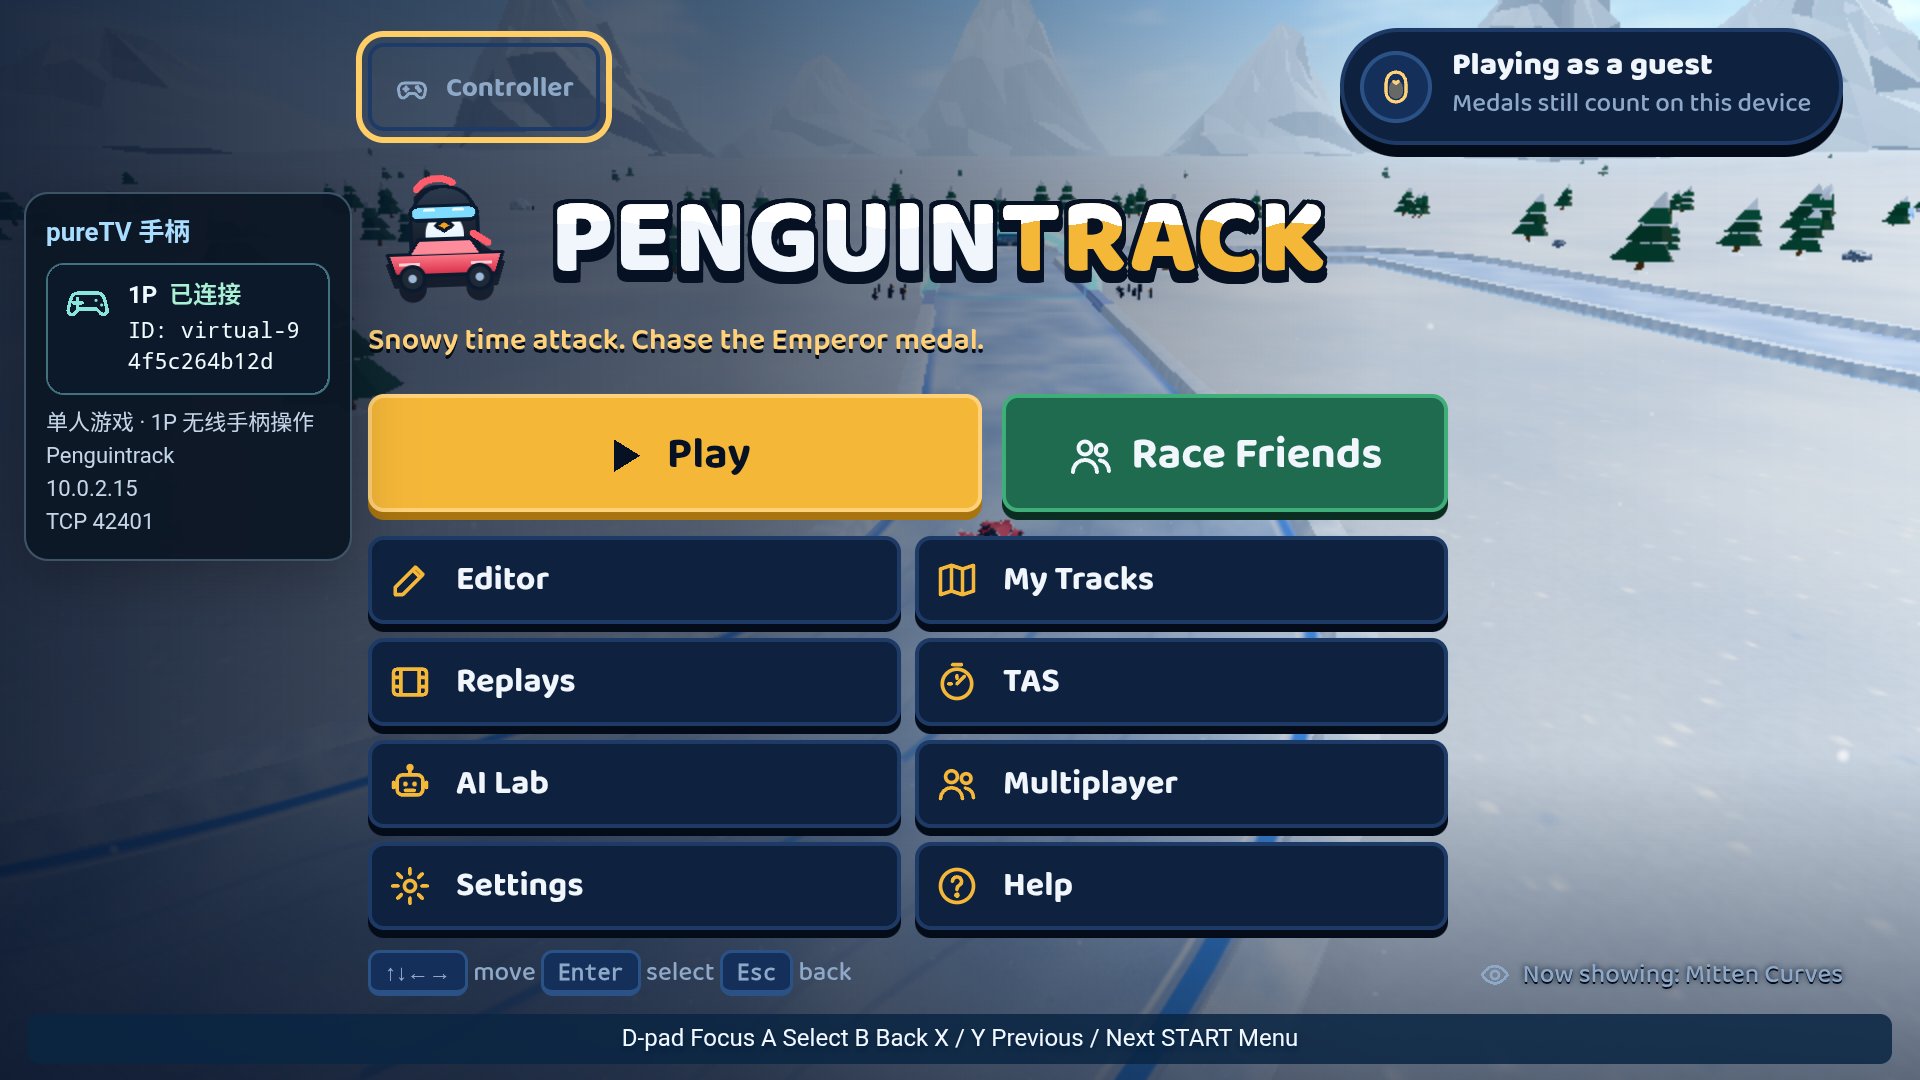 Controller
Playing as a guest
Medals still count on this device
pureTV 手柄
1P 已连接
ID: virtual-9
4f5c264b12d
单人游戏 · 1P 无线手柄操作
Penguintrack
10.0.2.15
TCP 42401
PENGUINTRACK
Snowy time attack. Chase the Emperor medal.
Play
Race Friends
Editor
My Tracks
Replays
TAS
AI Lab
Multiplayer
Settings
Help
↑↓←→ move Enter select Esc back
Now showing: Mitten Curves
D-pad Focus A Select B Back X / Y Previous / Next START Menu